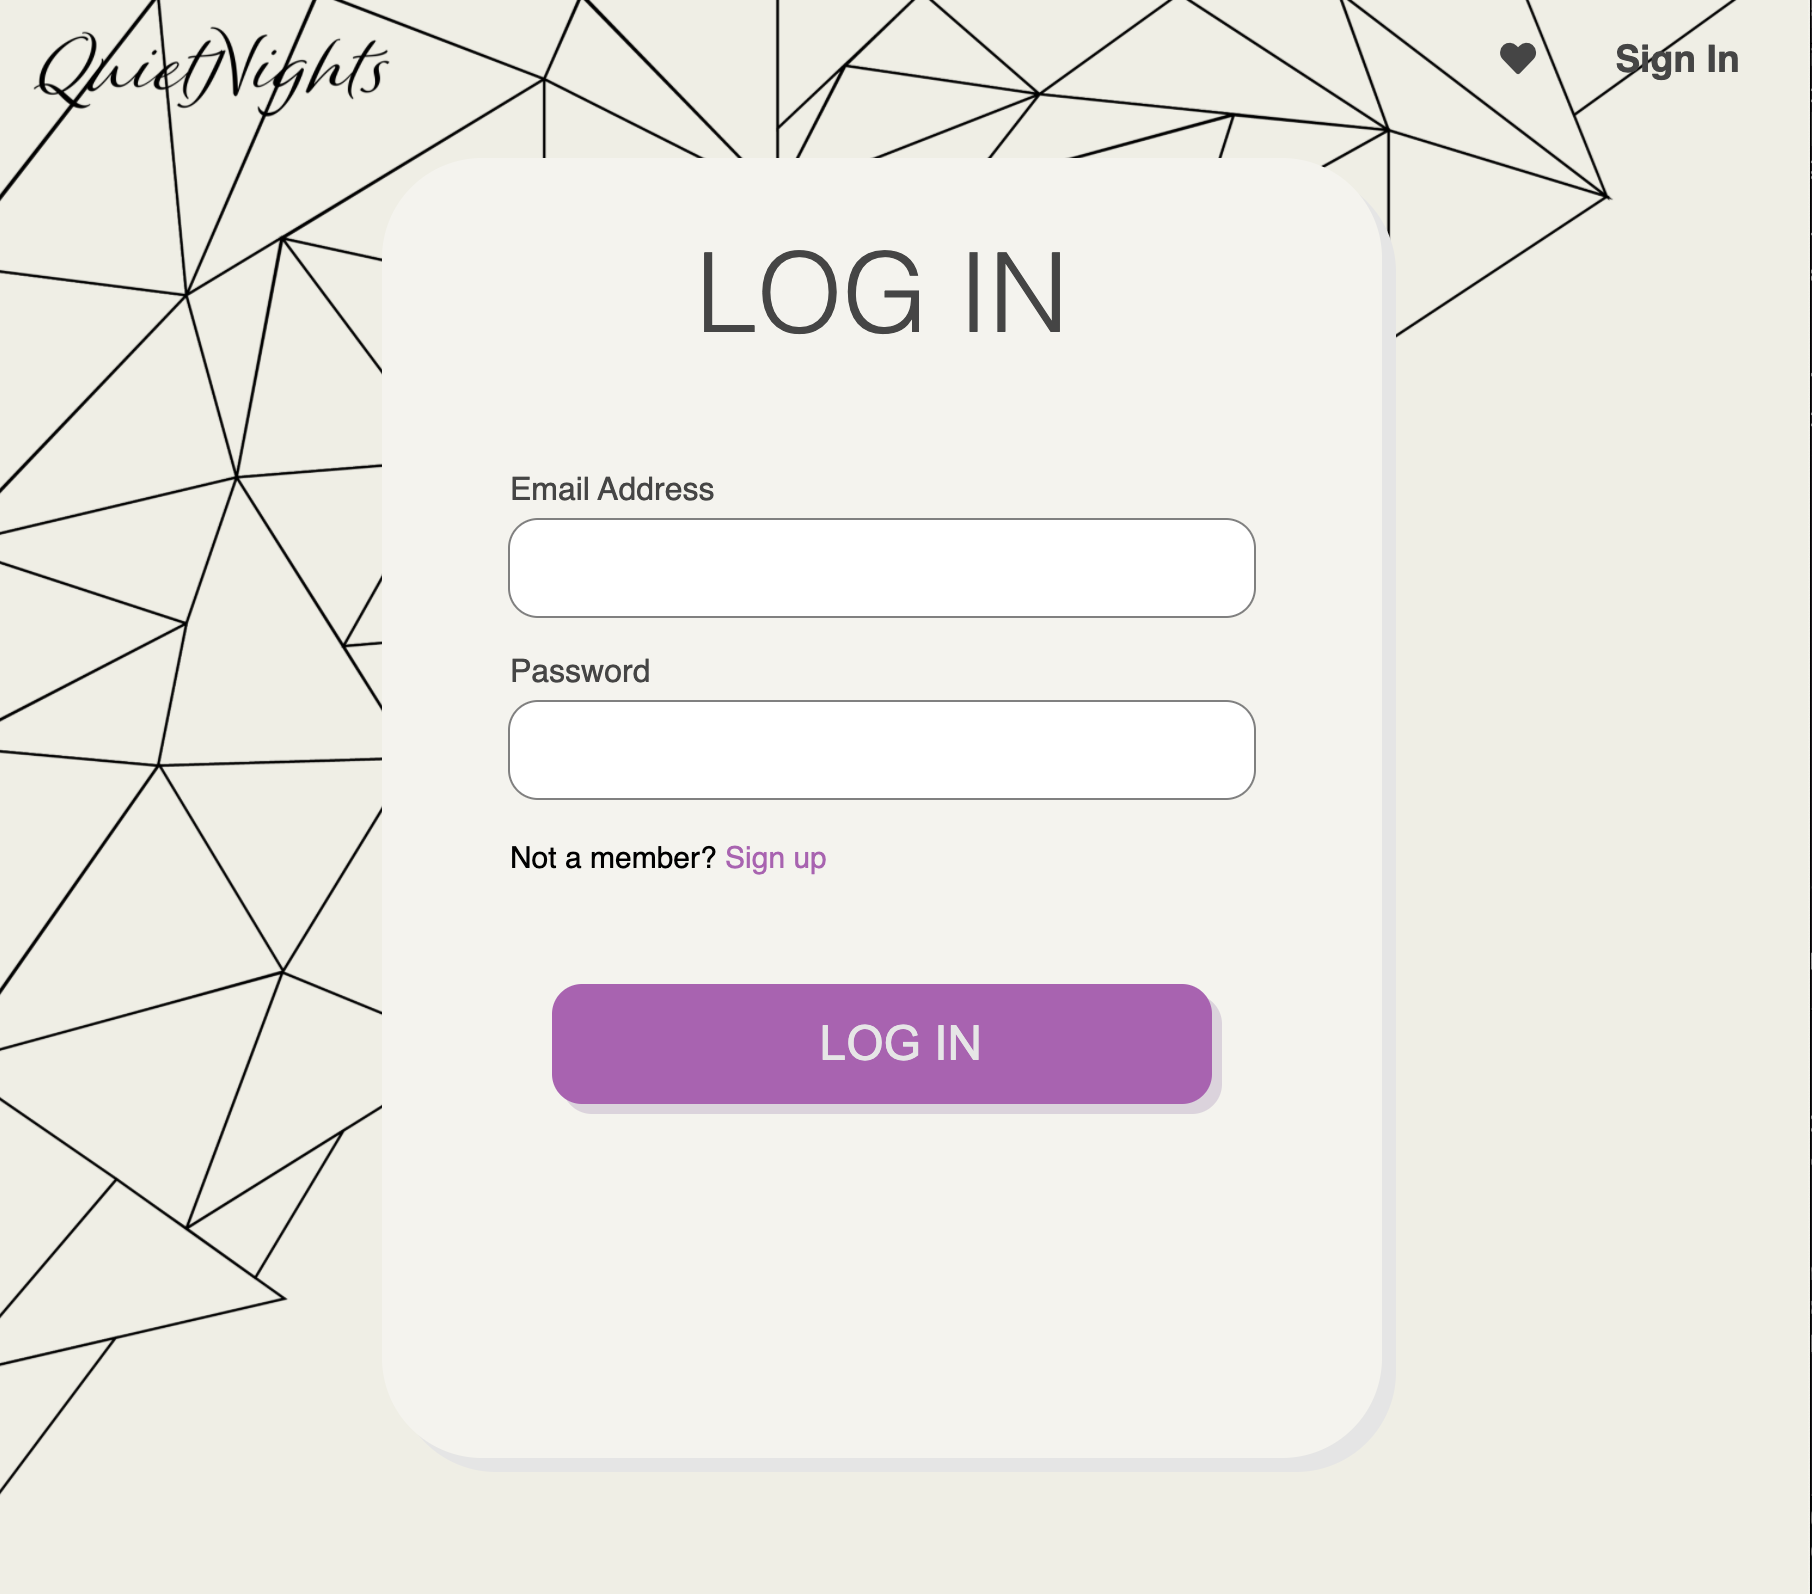 QuietNights
Sign In
LOG IN
Email Address
Password
Not a member? Sign up
LOG IN